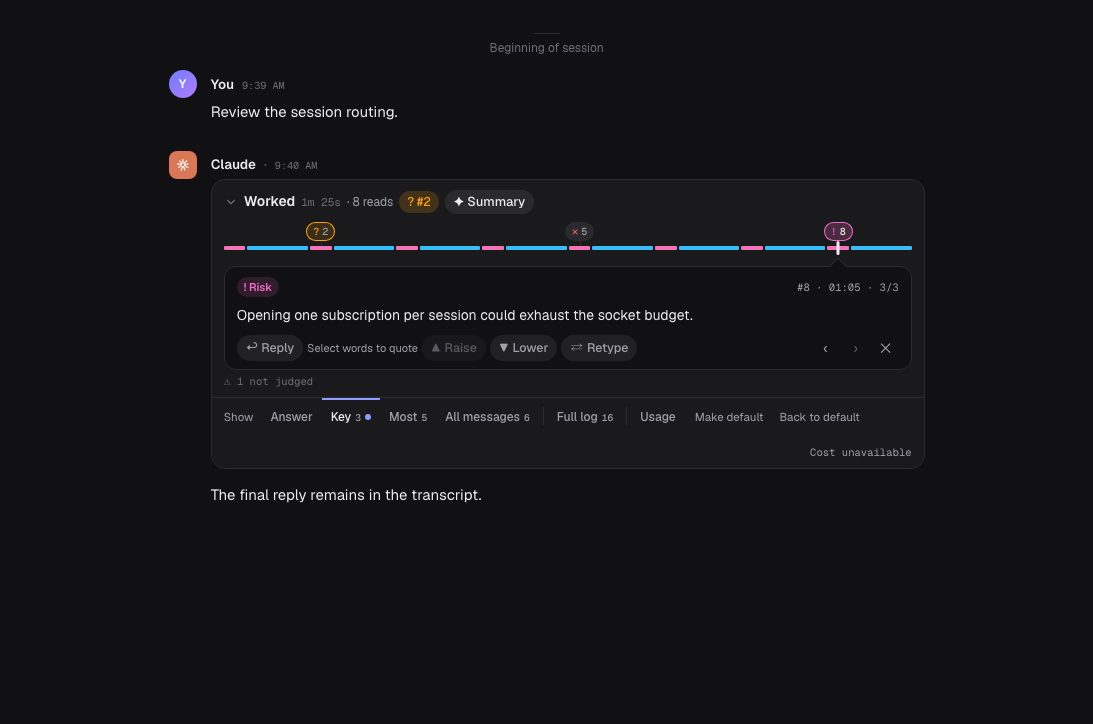 Beginning of session
Y You 9:39 AM
Review the session routing.
Claude · 9:40 AM
Worked 1m 25s · 8 reads ? #2 ✦ Summary
? 2 × 5 ! 8
! Risk #8 · 01:05 · 3/3
Opening one subscription per session could exhaust the socket budget.
↩ Reply Select words to quote ▲ Raise ▼ Lower ⇄ Retype ‹ › ×
⚠ 1 not judged
Show Answer Key 3 Most 5 All messages 6 Full log 16 Usage Make default Back to default
Cost unavailable
The final reply remains in the transcript.